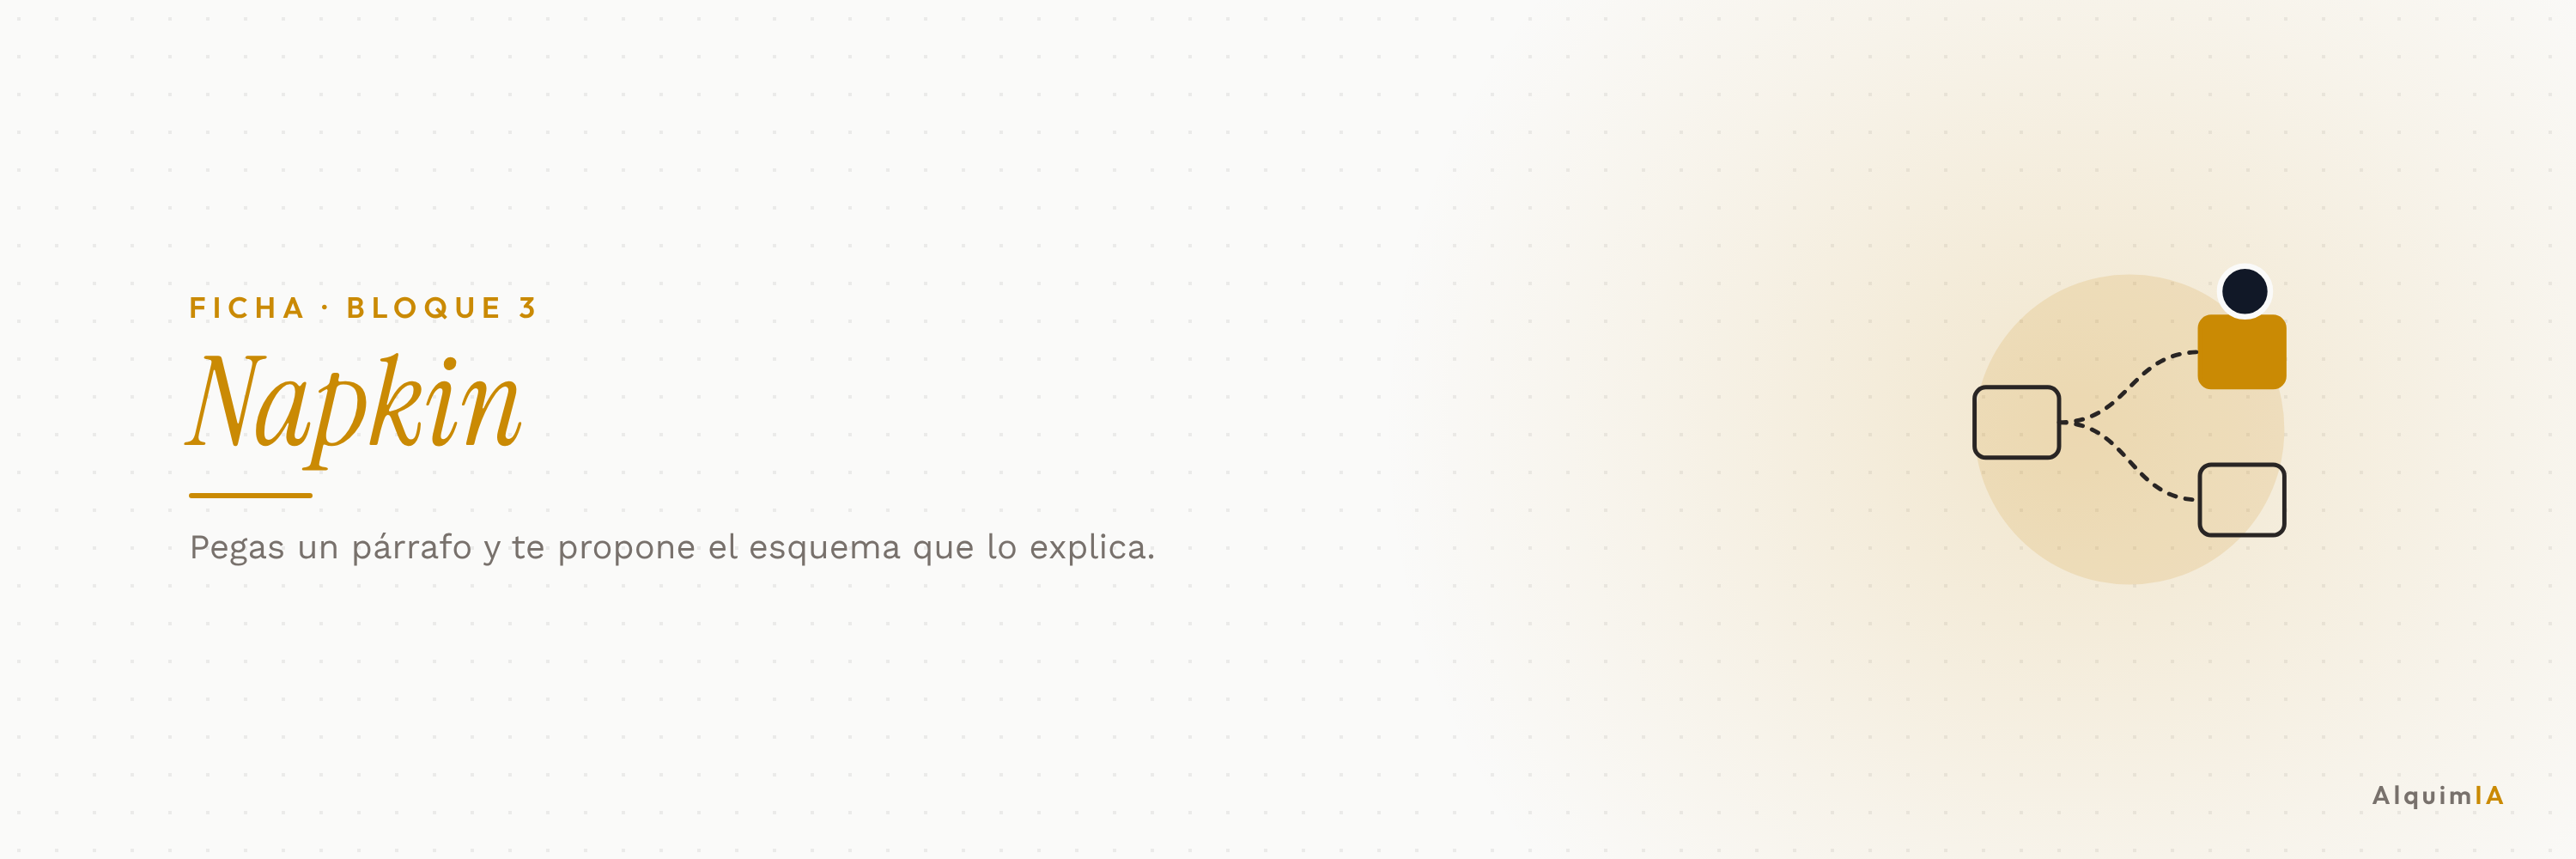 FICHA · BLOQUE 3
Napkin
Pegas un párrafo y te propone el esquema que lo explica.
AlquimIA